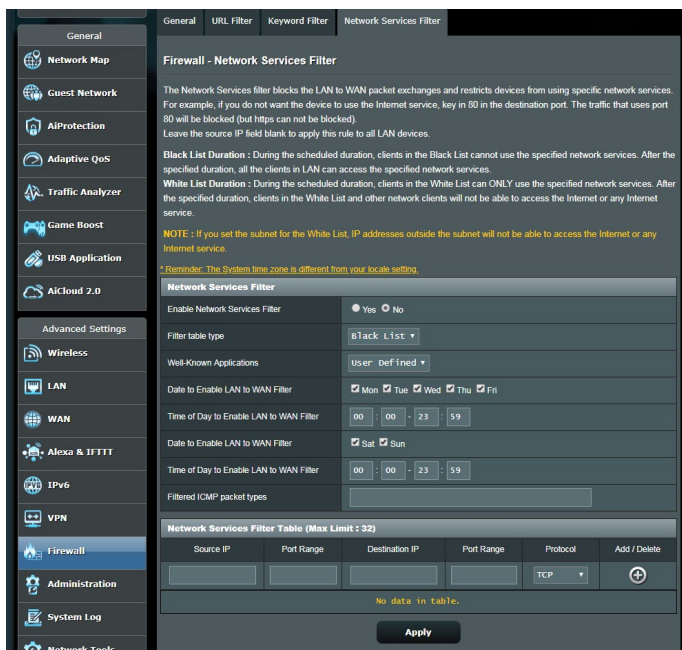 General
Network Map
Guest Network
AiProtection
Adaptive QoS
Traffic Analyzer
Game Boost
USB Application
AiCloud 2.0
Advanced Settings
Wireless
LAN
WAN
Alexa & IFTTT
IPv6
VPN
Firewall
Administration
System Log
Network Tools
General URL Filter Keyword Filter Network Services Filter
Firewall - Network Services Filter
The Network Services filter blocks the LAN to WAN packet exchanges and restricts devices from using specific network services.
For example, if you do not want the device to use the Internet service, key in 80 in the destination port. The traffic that uses port
80 will be blocked (but https can not be blocked).
Leave the source IP field blank to apply this rule to all LAN devices.
Black List Duration : During the scheduled duration, clients in the Black List cannot use the specified network services. After the
specified duration, all the clients in LAN can access the specified network services.
White List Duration : During the scheduled duration, clients in the White List can ONLY use the specified network services. After
the specified duration, clients in the White List and other network clients will not be able to access the Internet or any Internet
service.
NOTE : If you set the subnet for the White List, IP addresses outside the subnet will not be able to access the Internet or any
Internet service.
* Reminder: The System time zone is different from your locale setting.
Network Services Filter
Enable Network Services Filter Yes No
Filter table type Black List
Well-Known Applications User Defined
Date to Enable LAN to WAN Filter Mon Tue Wed Thu Fri
Time of Day to Enable LAN to WAN Filter 00 : 00 - 23 : 59
Date to Enable LAN to WAN Filter Sat Sun
Time of Day to Enable LAN to WAN Filter 00 : 00 - 23 : 59
Filtered ICMP packet types
Network Services Filter Table (Max Limit : 32)
Source IP Port Range Destination IP Port Range Protocol Add / Delete
TCP
No data in table.
Apply